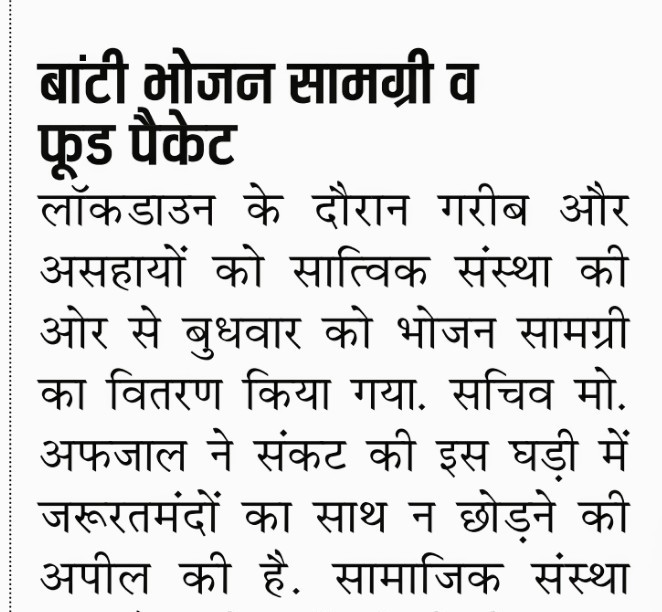 बांटी भोजन सामग्री व
फूड पैकेट
लॉकडाउन के दौरान गरीब और
असहायों को सात्विक संस्था की
ओर से बुधवार को भोजन सामग्री
का वितरण किया गया. सचिव मो.
अफजाल ने संकट की इस घड़ी में
जरूरतमंदों का साथ न छोड़ने की
अपील की है. सामाजिक संस्था